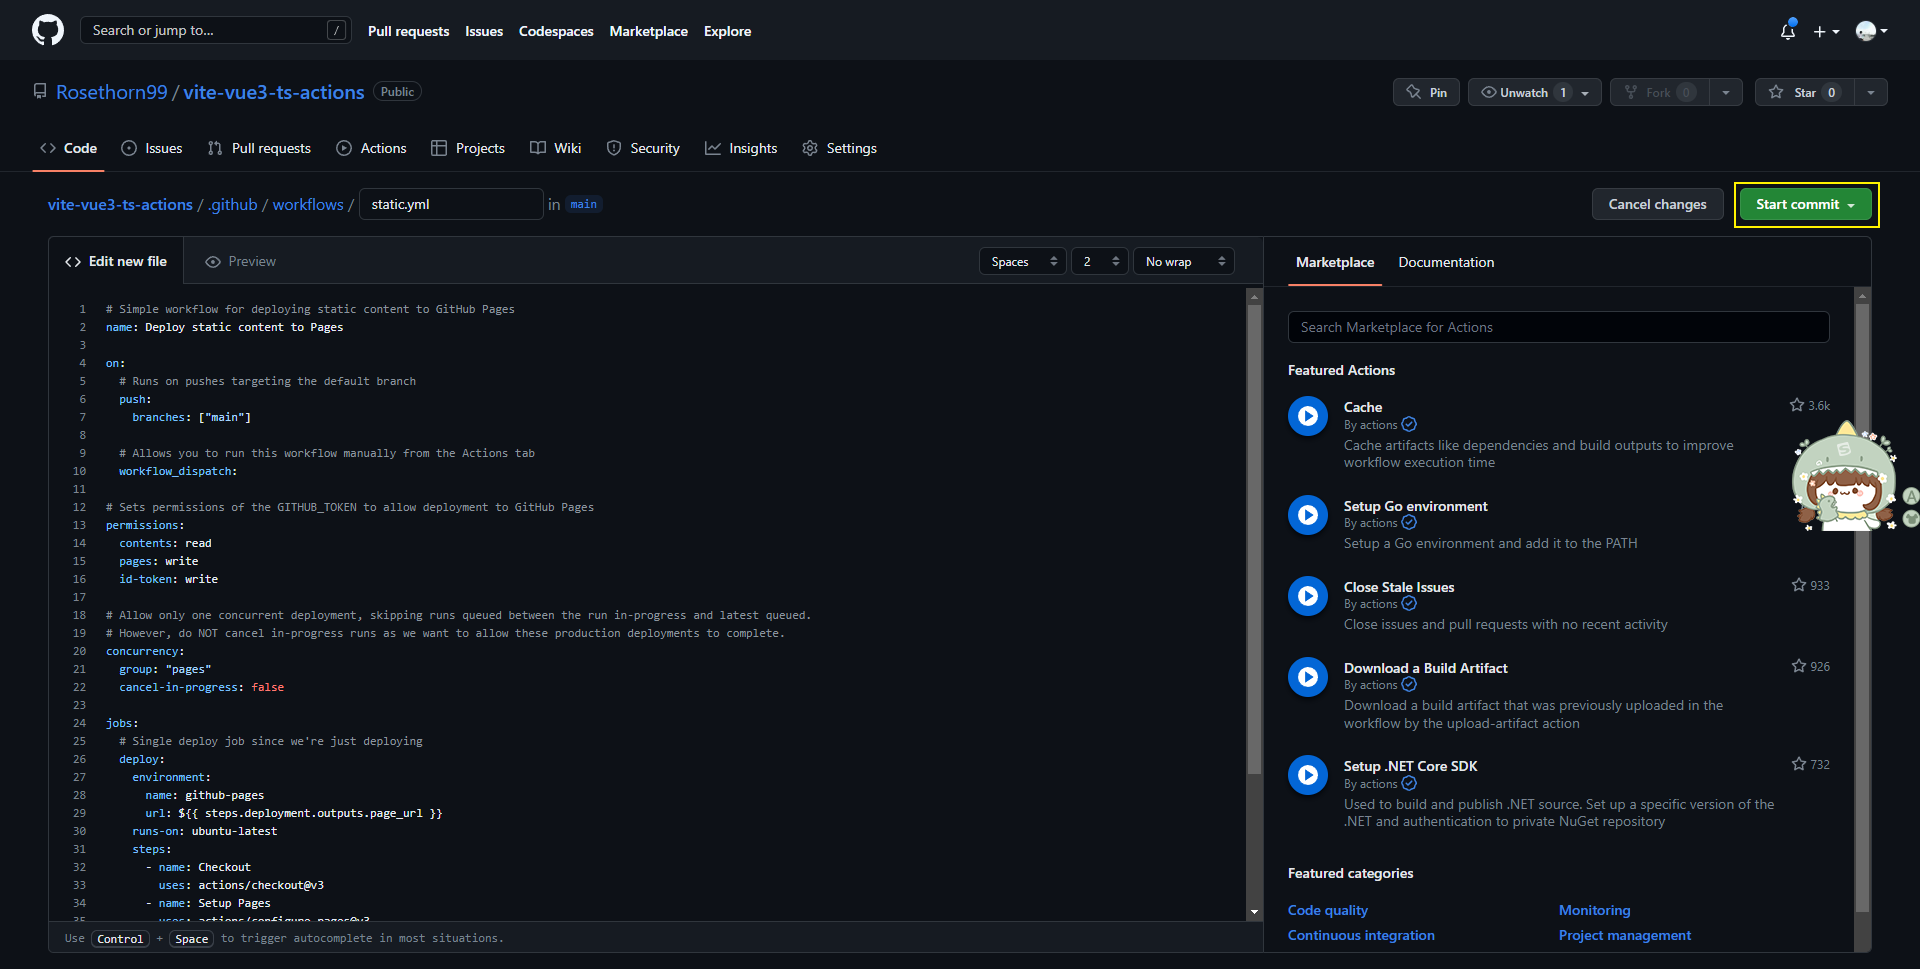 Search or jump to... /
Pull requests Issues Codespaces Marketplace Explore
Rosethorn99 / vite-vue3-ts-actions Public
Pin Unwatch 1 Fork 0 Star 0
Code Issues Pull requests Actions Projects Wiki Security Insights Settings
vite-vue3-ts-actions / .github / workflows / static.yml in main
Cancel changes Start commit
Edit new file Preview
Spaces 2 No wrap
1 # Simple workflow for deploying static content to GitHub Pages
2 name: Deploy static content to Pages
3
4 on:
5 # Runs on pushes targeting the default branch
6 push:
7 branches: ["main"]
8
9 # Allows you to run this workflow manually from the Actions tab
10 workflow_dispatch:
11
12 # Sets permissions of the GITHUB_TOKEN to allow deployment to GitHub Pages
13 permissions:
14 contents: read
15 pages: write
16 id-token: write
17
18 # Allow only one concurrent deployment, skipping runs queued between the run in-progress and latest queued.
19 # However, do NOT cancel in-progress runs as we want to allow these production deployments to complete.
20 concurrency:
21 group: "pages"
22 cancel-in-progress: false
23
24 jobs:
25 # Single deploy job since we're just deploying
26 deploy:
27 environment:
28 name: github-pages
29 url: ${{ steps.deployment.outputs.page_url }}
30 runs-on: ubuntu-latest
31 steps:
32 - name: Checkout
33 uses: actions/checkout@v3
34 - name: Setup Pages
35 uses: actions/configure-pages@v3
Use Control + Space to trigger autocomplete in most situations.
Marketplace Documentation
Search Marketplace for Actions
Featured Actions
Cache 3.6k
By actions
Cache artifacts like dependencies and build outputs to improve
workflow execution time
Setup Go environment
By actions
Setup a Go environment and add it to the PATH
Close Stale Issues 933
By actions
Close issues and pull requests with no recent activity
Download a Build Artifact 926
By actions
Download a build artifact that was previously uploaded in the
workflow by the upload-artifact action
Setup .NET Core SDK 732
By actions
Used to build and publish .NET source. Set up a specific version of the
.NET and authentication to private NuGet repository
Featured categories
Code quality Monitoring
Continuous integration Project management
S
A